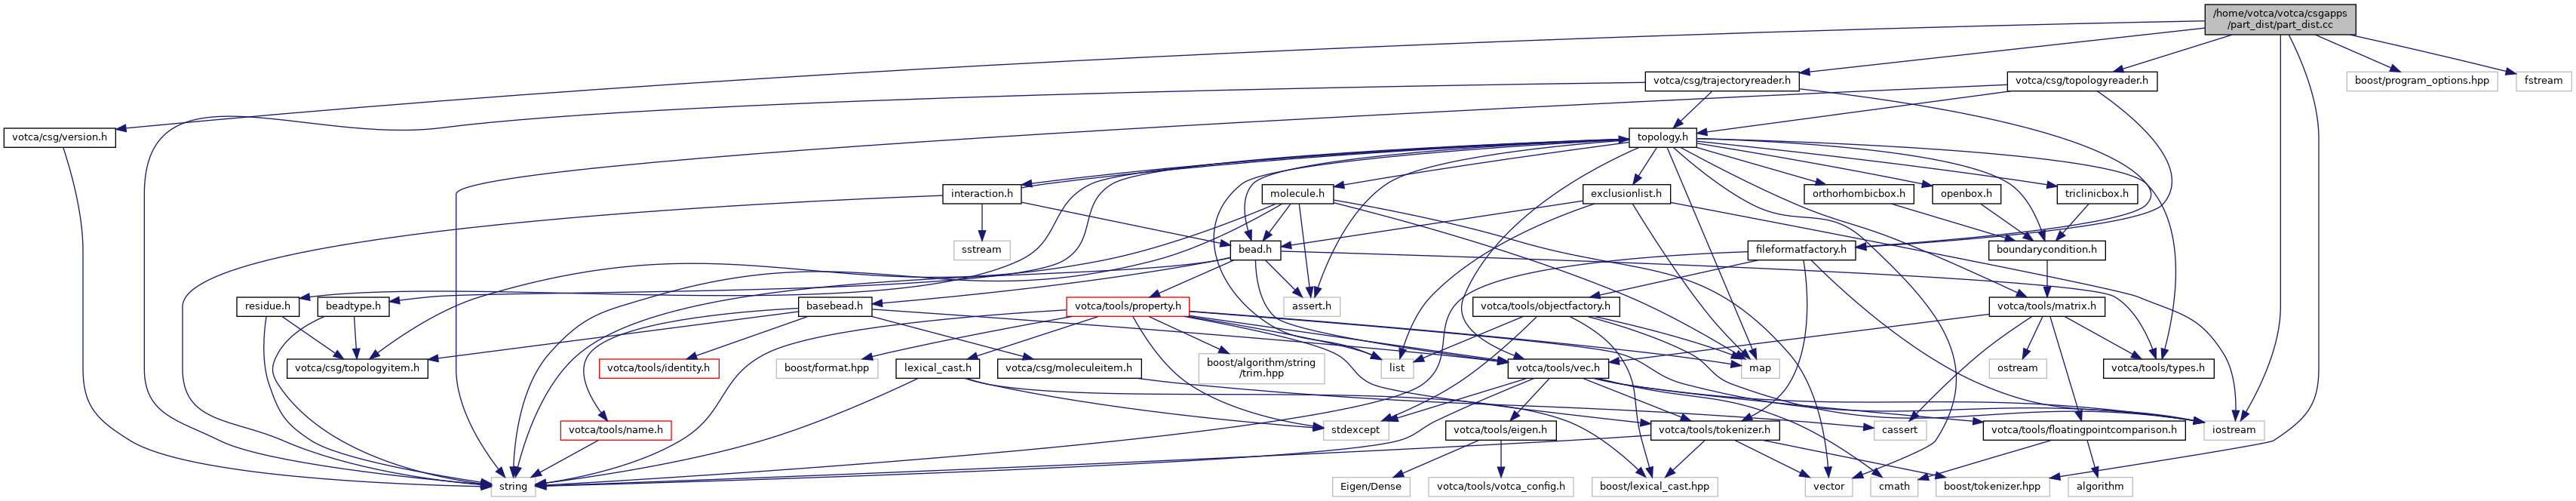 /home/votca/votca/csgapps
/part_dist/part_dist.cc
votca/csg/trajectoryreader.h
votca/csg/topologyreader.h
boost/program_options.hpp
fstream
votca/csg/version.h
topology.h
interaction.h
molecule.h
exclusionlist.h
orthorhombicbox.h
openbox.h
triclinicbox.h
sstream
bead.h
fileformatfactory.h
boundarycondition.h
residue.h
beadtype.h
basebead.h
votca/tools/property.h
assert.h
votca/tools/objectfactory.h
votca/tools/matrix.h
votca/csg/topologyitem.h
votca/tools/identity.h
boost/format.hpp
lexical_cast.h
votca/csg/moleculeitem.h
boost/algorithm/string
/trim.hpp
list
votca/tools/vec.h
map
ostream
votca/tools/types.h
votca/tools/name.h
stdexcept
votca/tools/eigen.h
votca/tools/tokenizer.h
cassert
votca/tools/floatingpointcomparison.h
iostream
string
Eigen/Dense
votca/tools/votca_config.h
boost/lexical_cast.hpp
vector
cmath
boost/tokenizer.hpp
algorithm